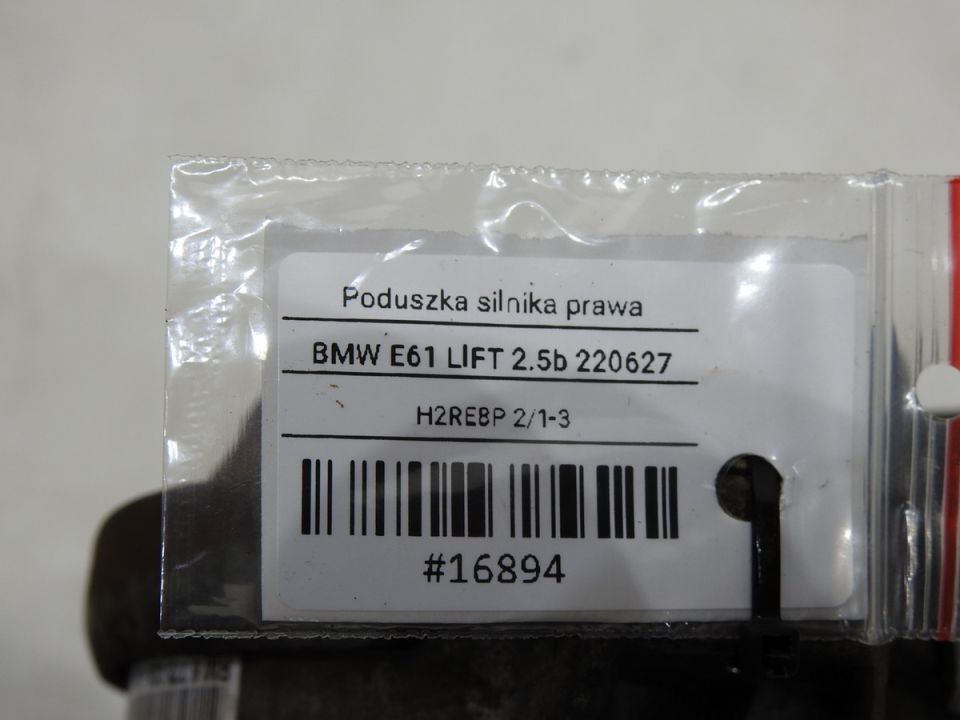 Poduszka silnika prawa
BMW E61 LIFT 2.5b 220627
H2RE8P 2/1-3
#16894